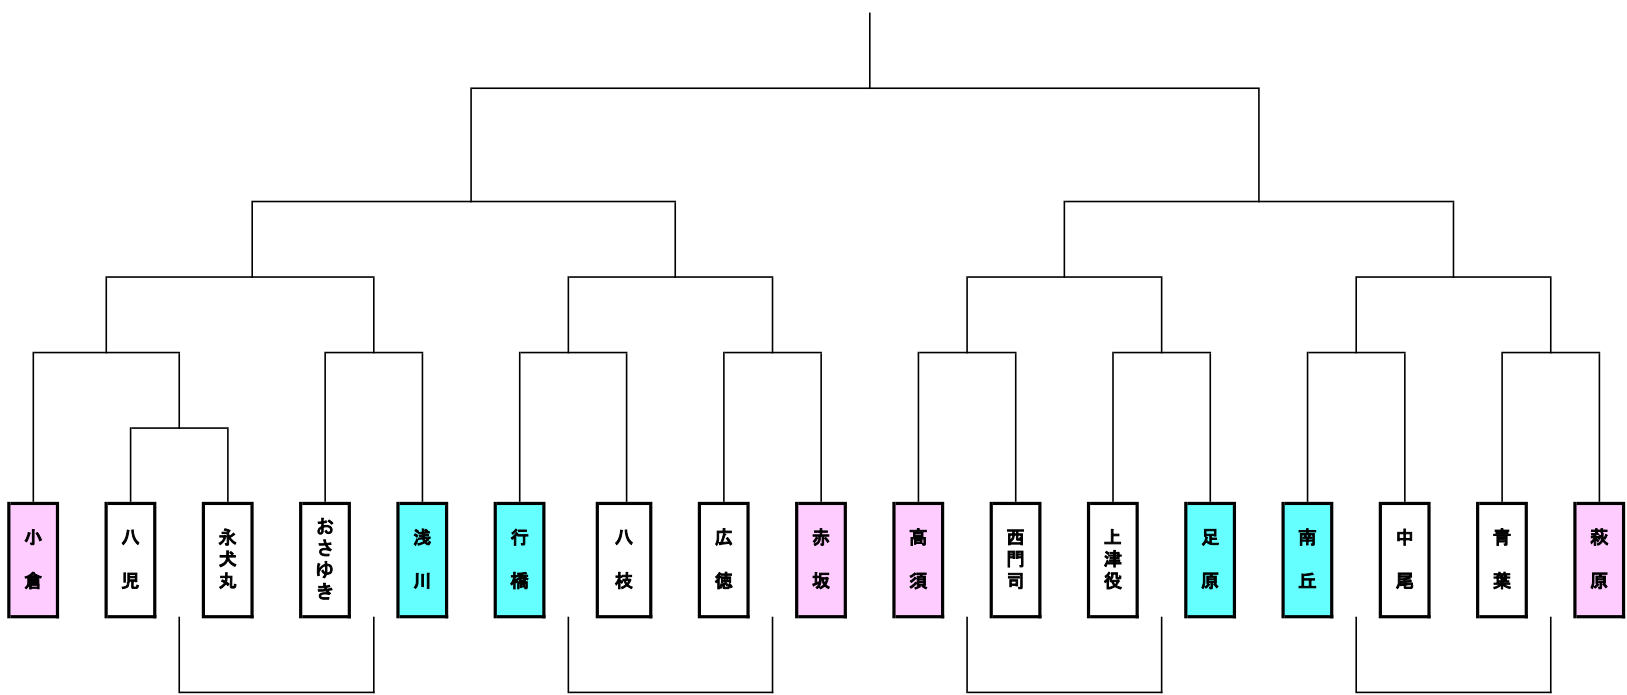 小倉
八児
永犬丸
おさゆき
浅川
行橋
八枝
広徳
赤坂
高須
西門司
上津役
足原
南丘
中尾
青葉
萩原